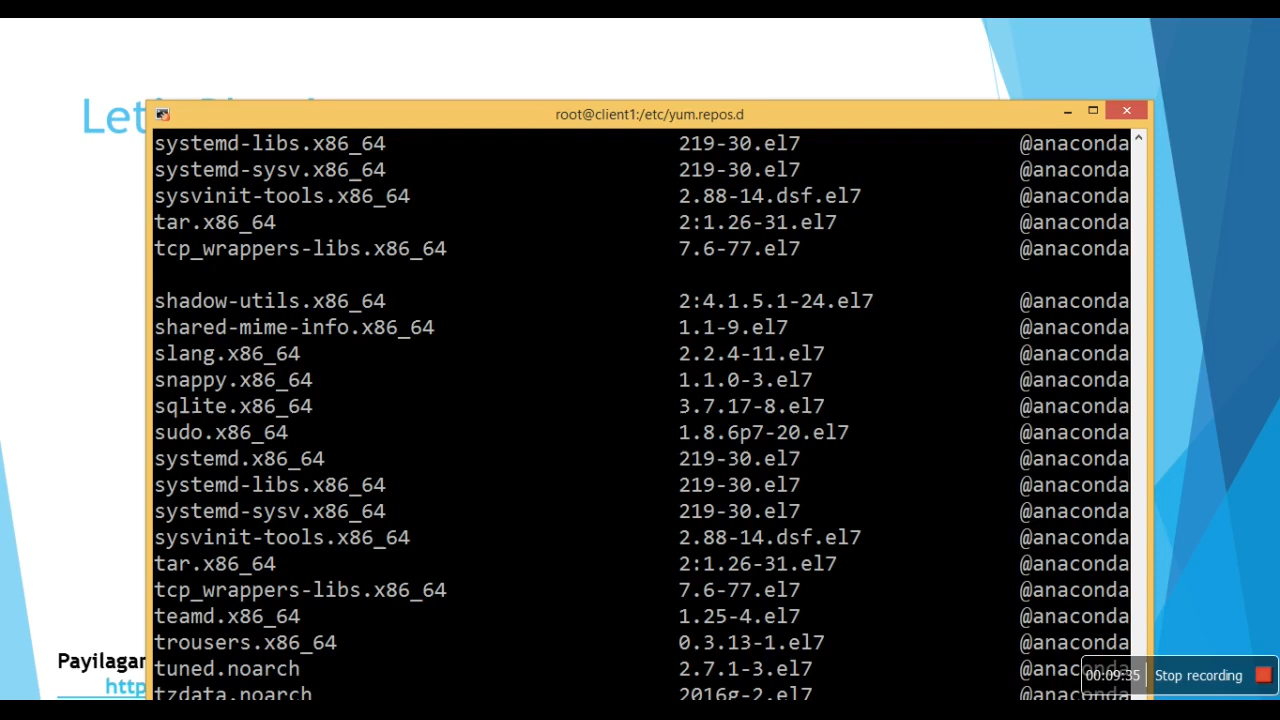 Let
root@client1:/etc/yum.repos.d
systemd-libs.x86_64 219-30.el7 @anaconda
systemd-sysv.x86_64 219-30.el7 @anaconda
sysvinit-tools.x86_64 2.88-14.dsf.el7 @anaconda
tar.x86_64 2:1.26-31.el7 @anaconda
tcp_wrappers-libs.x86_64 7.6-77.el7 @anaconda
shadow-utils.x86_64 2:4.1.5.1-24.el7 @anaconda
shared-mime-info.x86_64 1.1-9.el7 @anaconda
slang.x86_64 2.2.4-11.el7 @anaconda
snappy.x86_64 1.1.0-3.el7 @anaconda
sqlite.x86_64 3.7.17-8.el7 @anaconda
sudo.x86_64 1.8.6p7-20.el7 @anaconda
systemd.x86_64 219-30.el7 @anaconda
systemd-libs.x86_64 219-30.el7 @anaconda
systemd-sysv.x86_64 219-30.el7 @anaconda
sysvinit-tools.x86_64 2.88-14.dsf.el7 @anaconda
tar.x86_64 2:1.26-31.el7 @anaconda
tcp_wrappers-libs.x86_64 7.6-77.el7 @anaconda
teamd.x86_64 1.25-4.el7 @anaconda
trousers.x86_64 0.3.13-1.el7 @anaconda
tuned.noarch 2.7.1-3.el7 @anaconda
tzdata.noarch 2016g-2.el7 @anaconda
Payilagar
http
00:09:35 Stop recording